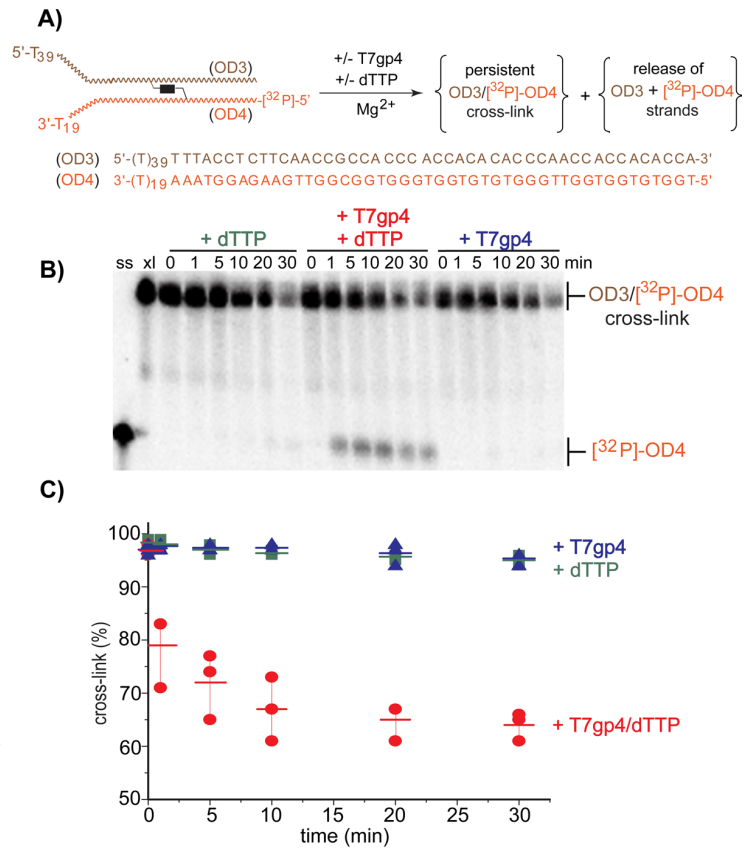 A)
5'-T39
(OD3)
(OD4)
-[32P]-5'
3'-T19
+/- T7gp4
+/- dTTP
Mg2+
persistent
OD3/[32P]-OD4
cross-link
+
release of
OD3 + [32P]-OD4
strands
(OD3) 5'-(T)39 T T TACCT CTTCAACCGCCA CCC ACCACA CACCCAACCACCACACCA-3'
(OD4) 3'-(T)19 A AATGGAGAAGTTGGCGGTGGGTGGTGTGTGGGTTGGTGGTGTGGT-5'
B)
+ dTTP
+ T7gp4
+ dTTP
+ T7gp4
ss xl 0 1 5 10 20 30 0 1 5 10 20 30 0 1 5 10 20 30 min
OD3/[32P]-OD4
cross-link
[32P]-OD4
C)
100
90
80
70
60
50
cross-link (%)
+ T7gp4
+ dTTP
+ T7gp4/dTTP
0 5 10 15 20 25 30
time (min)